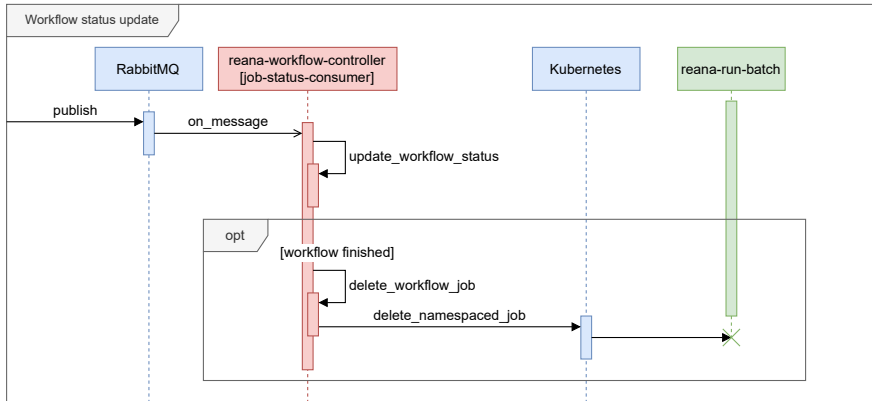 Workflow status update
RabbitMQ
reana-workflow-controller
[job-status-consumer]
Kubernetes
reana-run-batch
publish
on_message
update_workflow_status
opt
[workflow finished]
delete_workflow_job
delete_namespaced_job